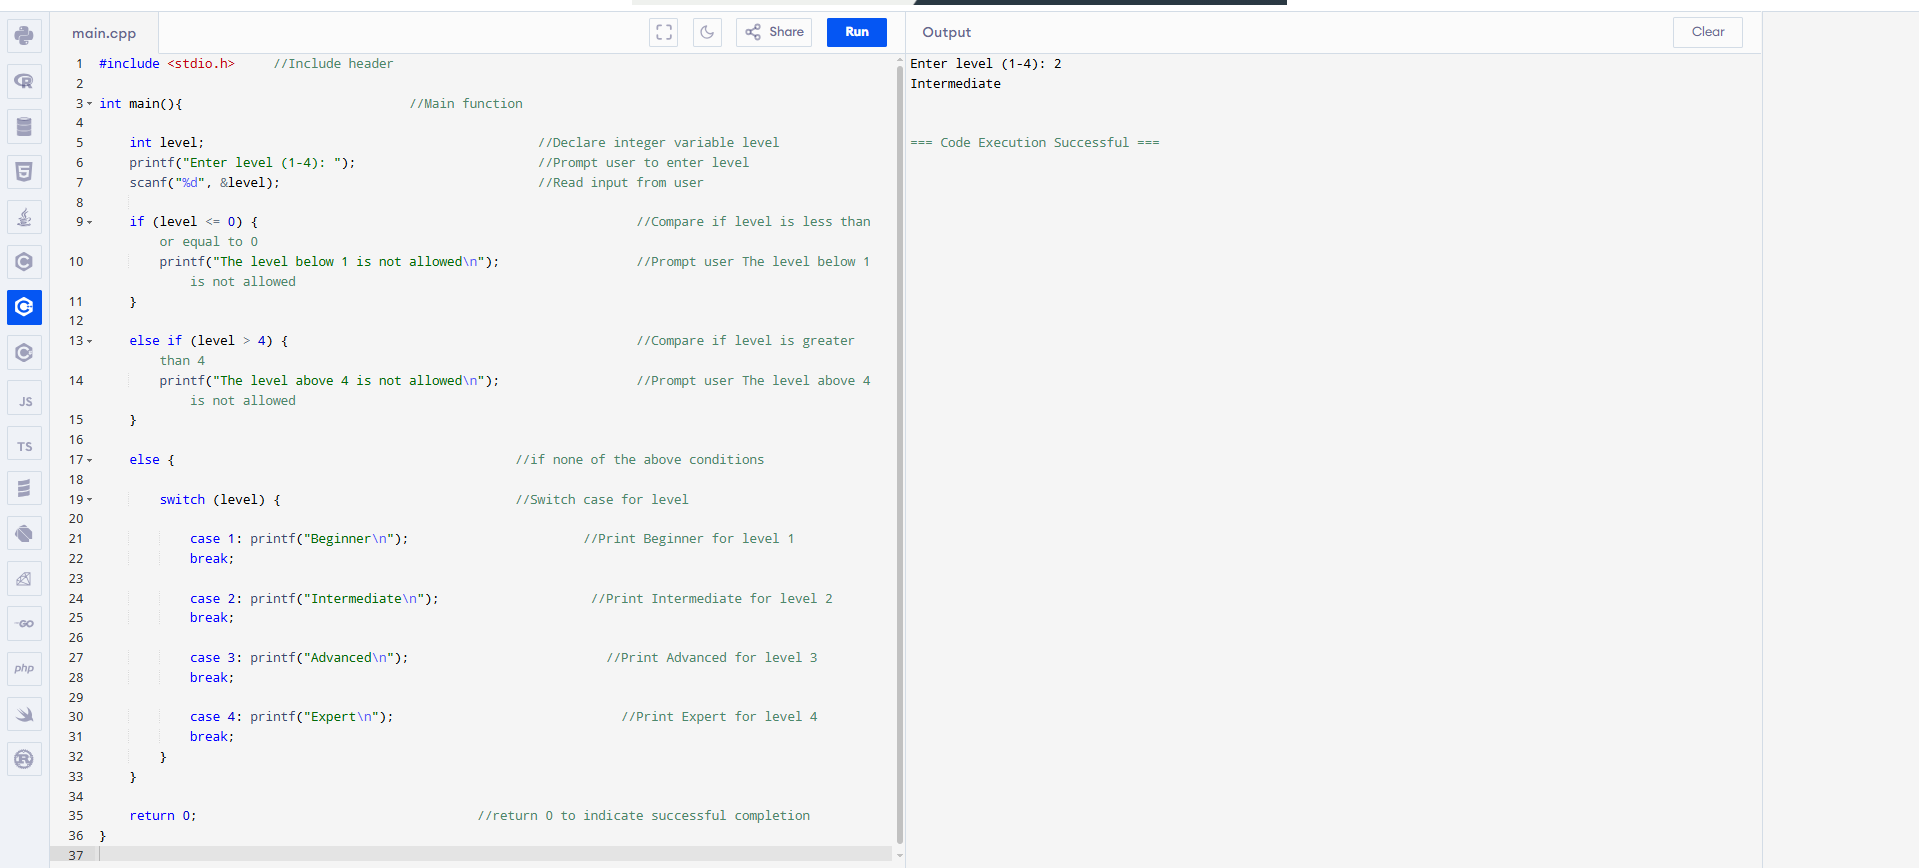 main.cpp
Share
Run
Output
Clear
JS
TS
GO
php
1 #include <stdio.h> //Include header
2
3 int main(){ //Main function
4
5 int level; //Declare integer variable level
6 printf("Enter level (1-4): "); //Prompt user to enter level
7 scanf("%d", &level); //Read input from user
8
9 if (level <= 0) { //Compare if level is less than
or equal to 0
10 printf("The level below 1 is not allowed\n"); //Prompt user The level below 1
is not allowed
11 }
12
13 else if (level > 4) { //Compare if level is greater
than 4
14 printf("The level above 4 is not allowed\n"); //Prompt user The level above 4
is not allowed
15 }
16
17 else { //if none of the above conditions
18
19 switch (level) { //Switch case for level
20
21 case 1: printf("Beginner\n"); //Print Beginner for level 1
22 break;
23
24 case 2: printf("Intermediate\n"); //Print Intermediate for level 2
25 break;
26
27 case 3: printf("Advanced\n"); //Print Advanced for level 3
28 break;
29
30 case 4: printf("Expert\n"); //Print Expert for level 4
31 break;
32 }
33 }
34
35 return 0; //return 0 to indicate successful completion
36 }
37
Enter level (1-4): 2
Intermediate
=== Code Execution Successful ===